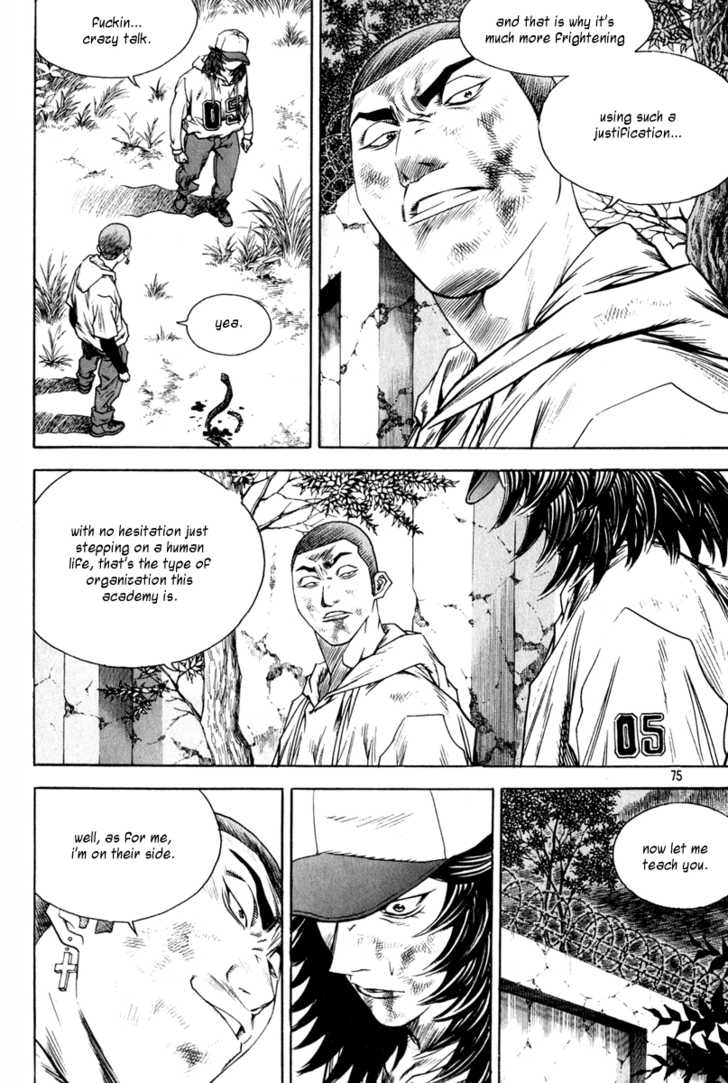 fuckin...
crazy talk.
05
yea.
and that is why it's
much more frightening
using such a
justification...
with no hesitation just
stepping on a human
life, that's the type of
organization this
academy is.
05
75
well, as for me,
i'm on their side.
now let me
teach you.